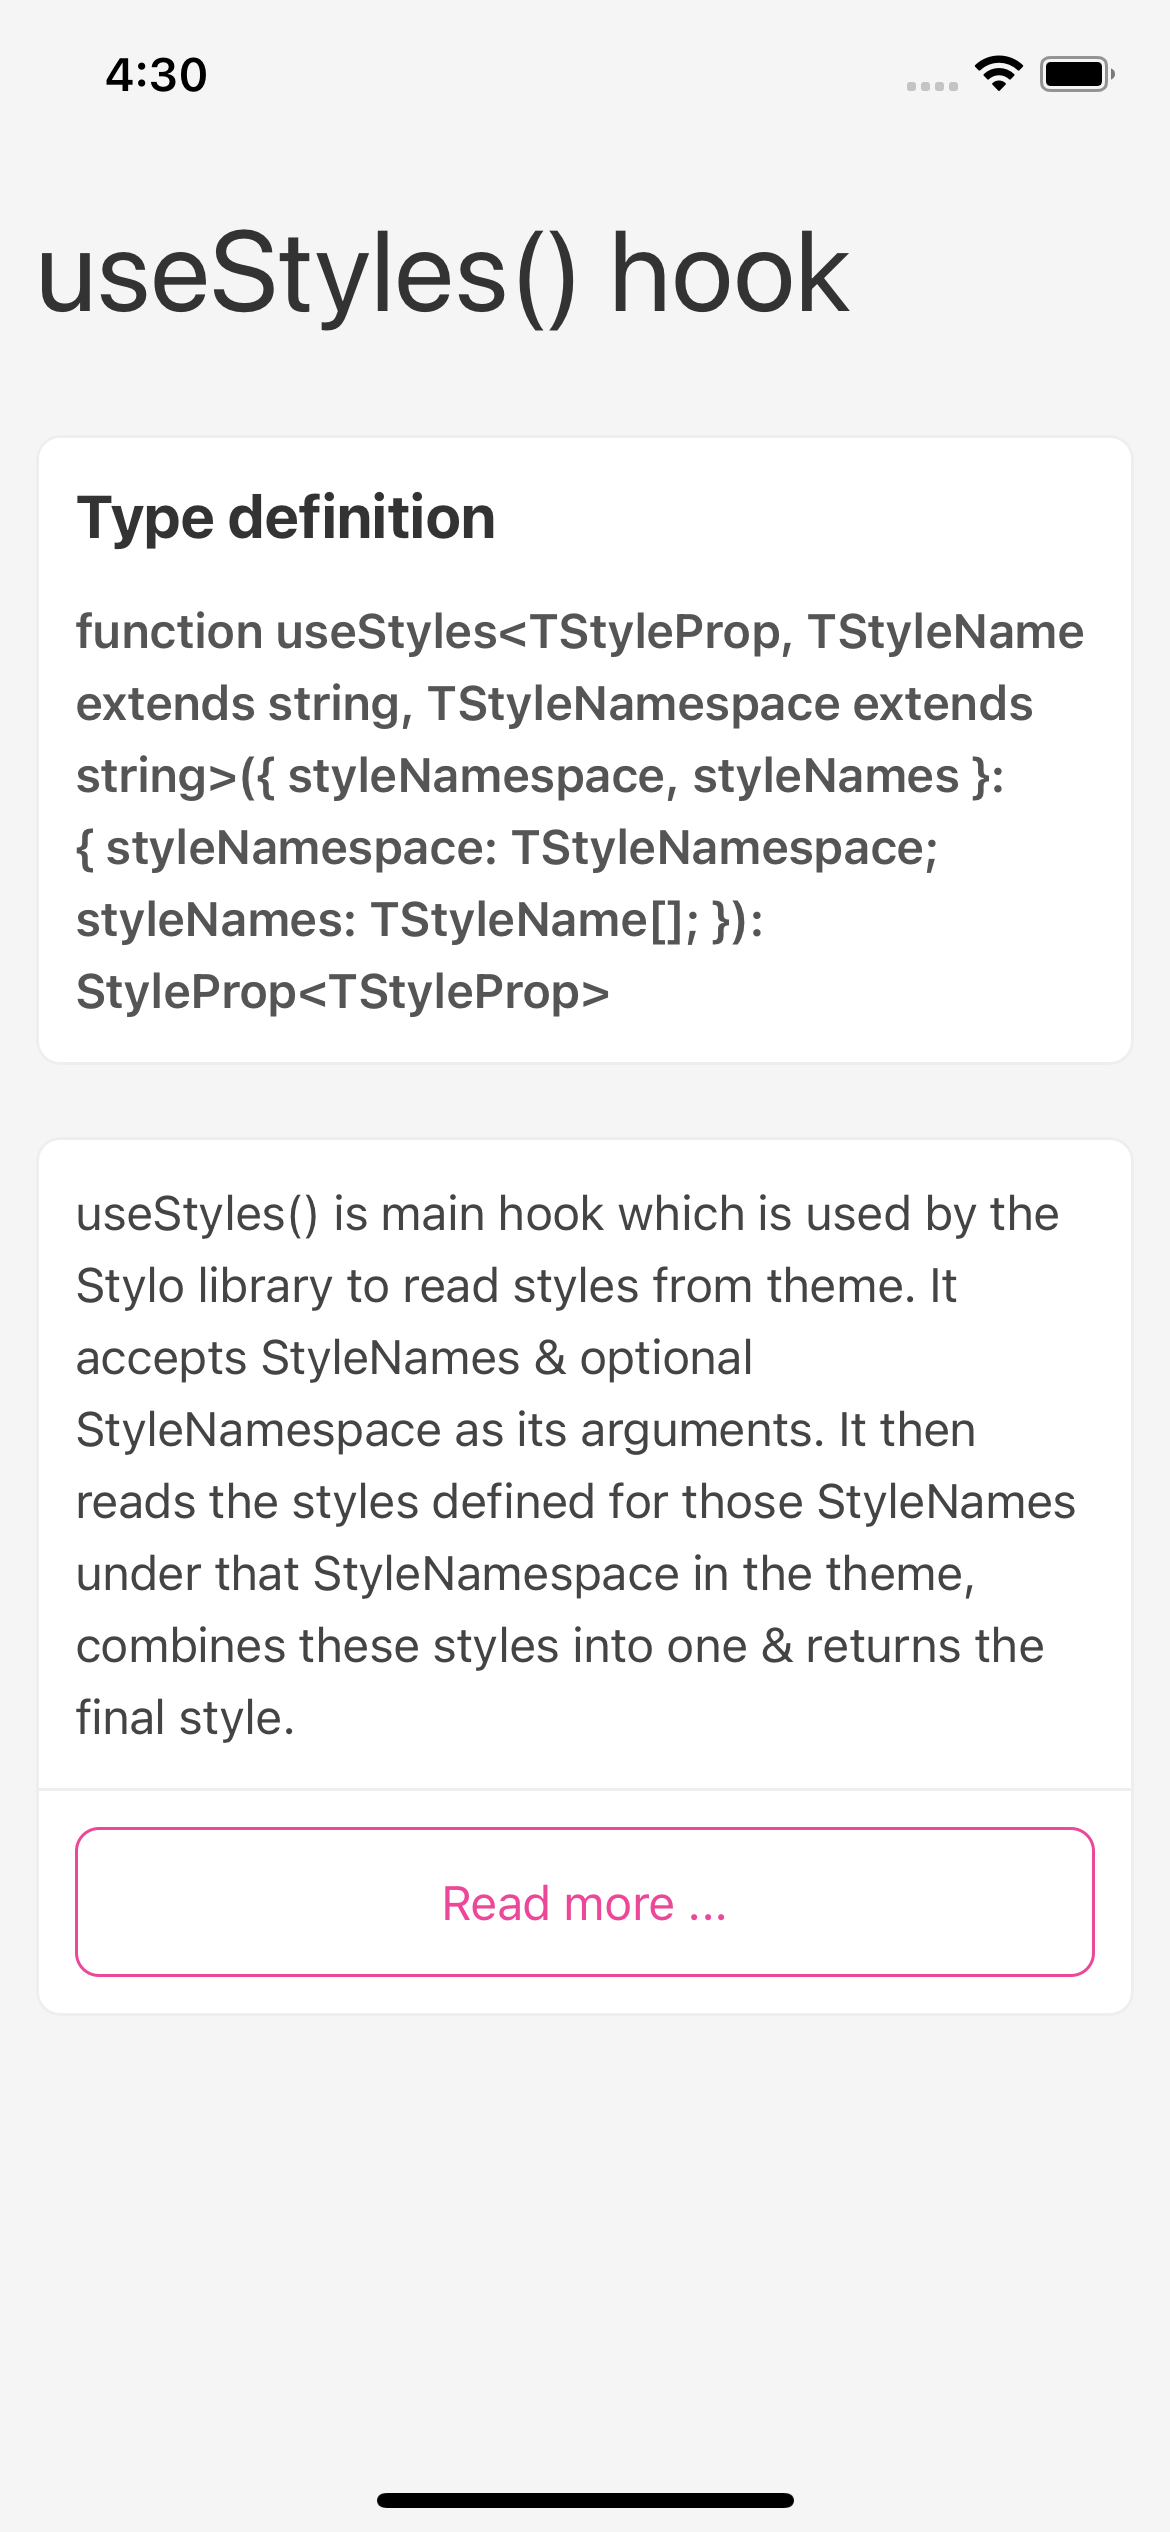 4:30
useStyles() hook
Type definition
function useStyles<TStyleProp, TStyleName
extends string, TStyleNamespace extends
string>({ styleNamespace, styleNames }:
{ styleNamespace: TStyleNamespace;
styleNames: TStyleName[]; }):
StyleProp<TStyleProp>
useStyles() is main hook which is used by the
Stylo library to read styles from theme. It
accepts StyleNames & optional
StyleNamespace as its arguments. It then
reads the styles defined for those StyleNames
under that StyleNamespace in the theme,
combines these styles into one & returns the
final style.
Read more ...